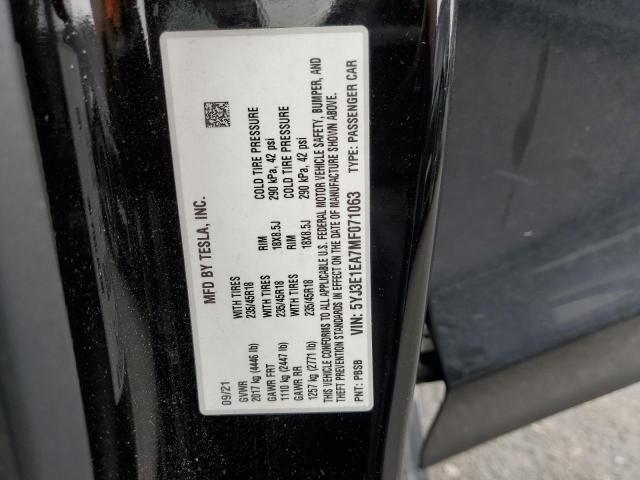 MFD BY TESLA, INC.
09/21
GVWR WITH TIRES RIM COLD TIRE PRESSURE
2017 kg (4446 lb) 235/45R18 18X8.5J 290 kPa, 42 psi
GAWR FRT WITH TIRES RIM COLD TIRE PRESSURE
1110 kg (2447 lb) 235/45R18 18X8.5J 290 kPa, 42 psi
GAWR RR
1257 kg (2771 lb)
THIS VEHICLE CONFORMS TO ALL APPLICABLE U.S. FEDERAL MOTOR VEHICLE SAFETY, BUMPER, AND
THEFT PREVENTION STANDARDS IN EFFECT ON THE DATE OF MANUFACTURE SHOWN ABOVE.
VIN: 5YJ3E1EA7MF071063
PNT: PBSB TYPE: PASSENGER CAR